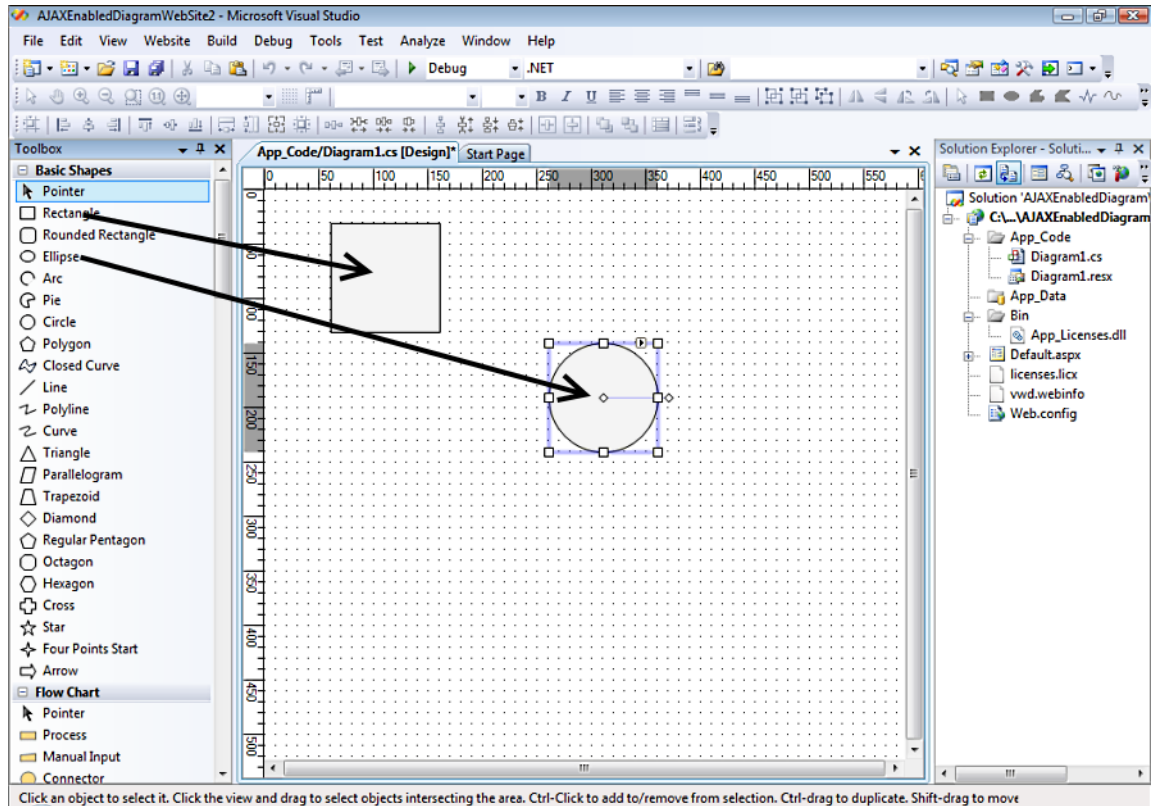 AJAXEnabledDiagramWebSite2 - Microsoft Visual Studio
File Edit View Website Build Debug Tools Test Analyze Window Help
Debug .NET
B I U
Toolbox
Basic Shapes
Pointer
Rectangle
Rounded Rectangle
Ellipse
Arc
Pie
Circle
Polygon
Closed Curve
Line
Polyline
Curve
Triangle
Parallelogram
Trapezoid
Diamond
Regular Pentagon
Octagon
Hexagon
Cross
Star
Four Points Start
Arrow
Flow Chart
Pointer
Process
Manual Input
Connector
App_Code/Diagram1.cs [Design]* Start Page
0 50 100 150 200 250 300 350 400 450 500 550
0
50
100
150
200
250
300
350
400
450
500
Solution Explorer - Soluti...
Solution 'AJAXEnabledDiagram'
C:\...\AJAXEnabledDiagram
App_Code
Diagram1.cs
Diagram1.resx
App_Data
Bin
App_Licenses.dll
Default.aspx
licenses.licx
vwd.webinfo
Web.config
Click an object to select it. Click the view and drag to select objects intersecting the area. Ctrl-Click to add to/remove from selection. Ctrl-drag to duplicate. Shift-drag to move